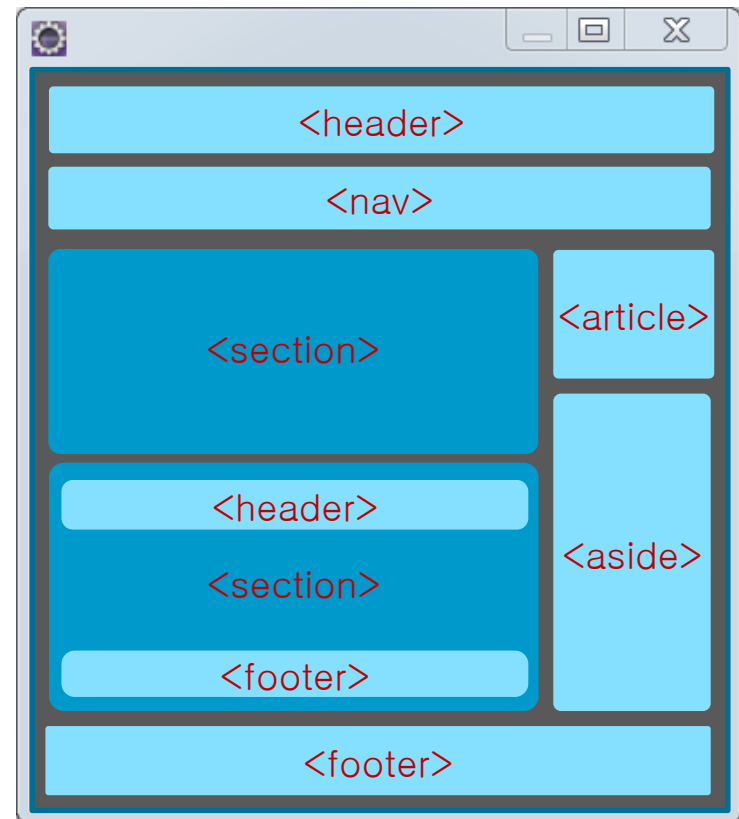 <header>
<nav>
<section>
<article>
<header>
<section>
<aside>
<footer>
<footer>